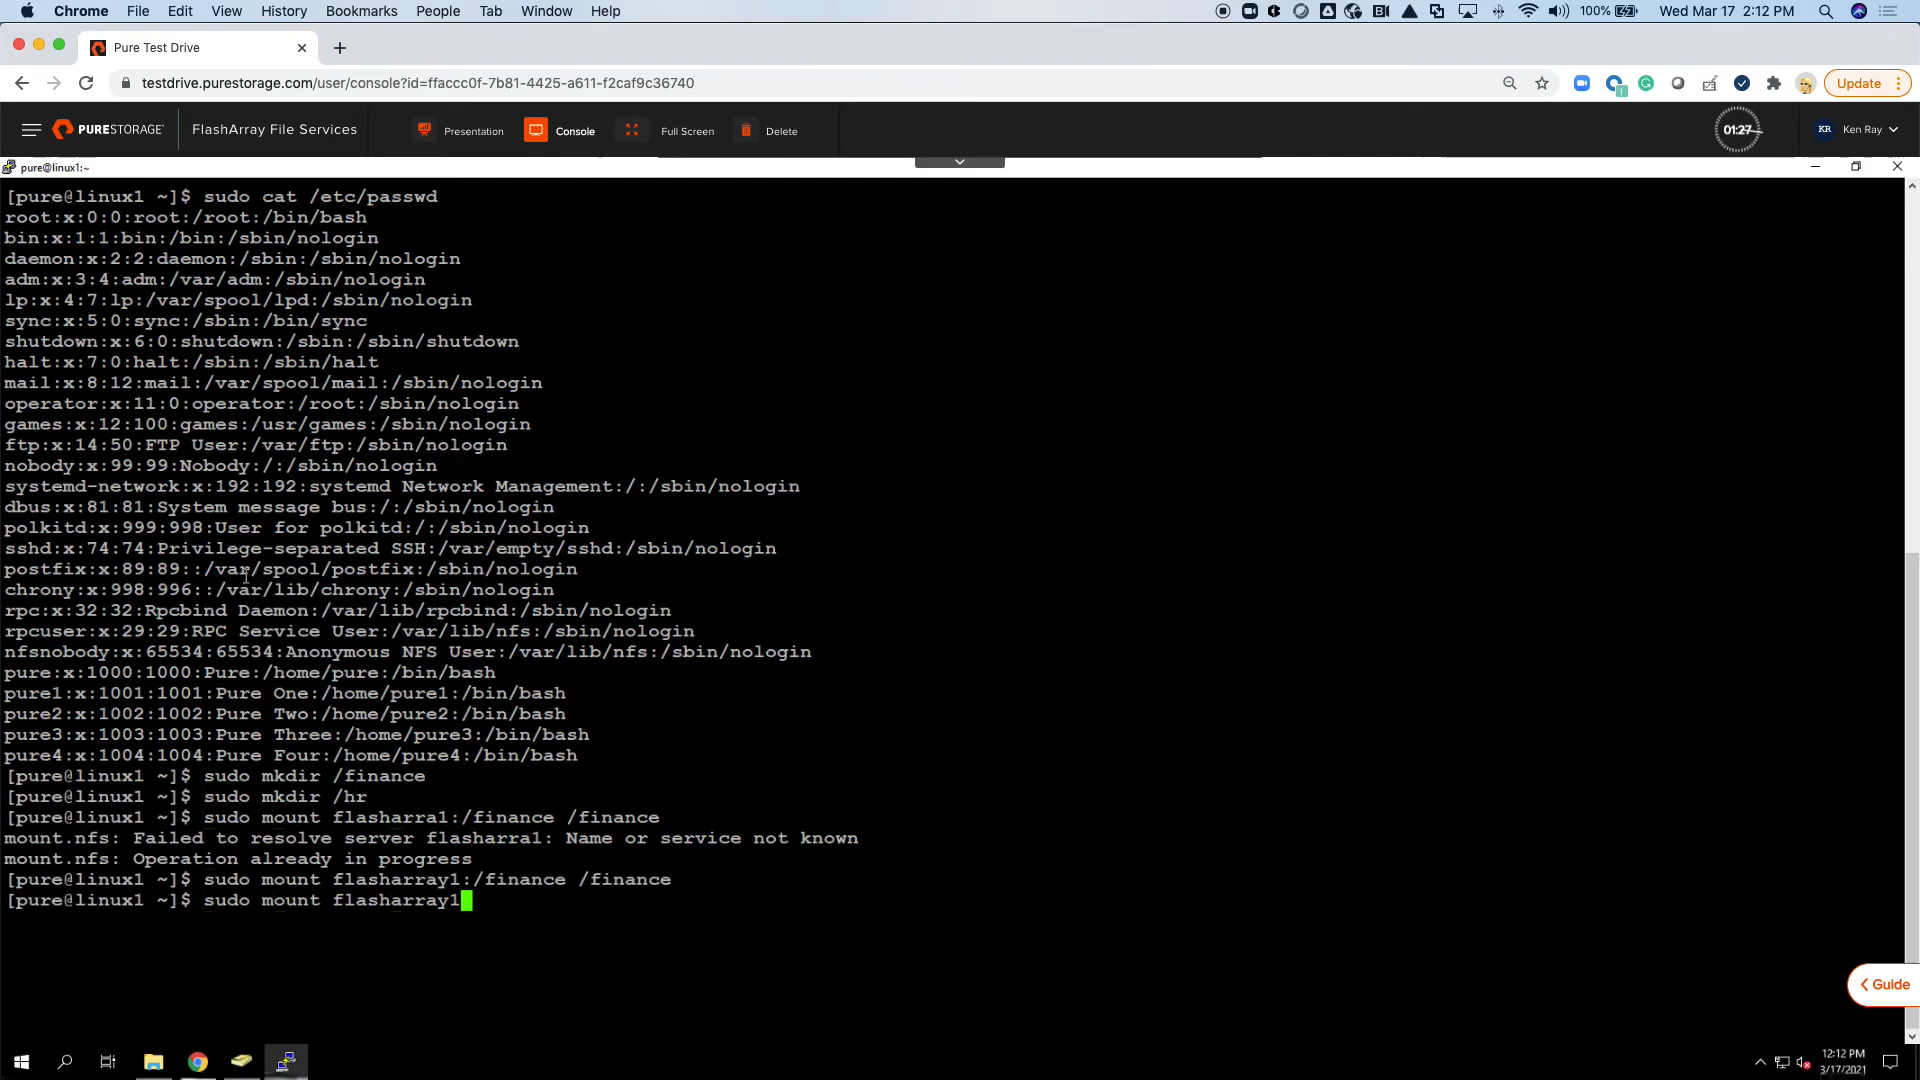 Chrome File Edit View History Bookmarks People Tab Window Help 100% Wed Mar 17 2:12 PM
Pure Test Drive
testdrive.purestorage.com/user/console?id=ffaccc0f-7b81-4425-a611-f2caf9c36740 Update
PURESTORAGE FlashArray File Services Presentation Console Full Screen Delete 01:27 KR Ken Ray
pure@linux1:~
[pure@linux1 ~]$ sudo cat /etc/passwd
root:x:0:0:root:/root:/bin/bash
bin:x:1:1:bin:/bin:/sbin/nologin
daemon:x:2:2:daemon:/sbin:/sbin/nologin
adm:x:3:4:adm:/var/adm:/sbin/nologin
lp:x:4:7:lp:/var/spool/lpd:/sbin/nologin
sync:x:5:0:sync:/sbin:/bin/sync
shutdown:x:6:0:shutdown:/sbin:/sbin/shutdown
halt:x:7:0:halt:/sbin:/sbin/halt
mail:x:8:12:mail:/var/spool/mail:/sbin/nologin
operator:x:11:0:operator:/root:/sbin/nologin
games:x:12:100:games:/usr/games:/sbin/nologin
ftp:x:14:50:FTP User:/var/ftp:/sbin/nologin
nobody:x:99:99:Nobody:/:/sbin/nologin
systemd-network:x:192:192:systemd Network Management:/:/sbin/nologin
dbus:x:81:81:System message bus:/:/sbin/nologin
polkitd:x:999:998:User for polkitd:/:/sbin/nologin
sshd:x:74:74:Privilege-separated SSH:/var/empty/sshd:/sbin/nologin
postfix:x:89:89::/var/spool/postfix:/sbin/nologin
chrony:x:998:996::/var/lib/chrony:/sbin/nologin
rpc:x:32:32:Rpcbind Daemon:/var/lib/rpcbind:/sbin/nologin
rpcuser:x:29:29:RPC Service User:/var/lib/nfs:/sbin/nologin
nfsnobody:x:65534:65534:Anonymous NFS User:/var/lib/nfs:/sbin/nologin
pure:x:1000:1000:Pure:/home/pure:/bin/bash
pure1:x:1001:1001:Pure One:/home/pure1:/bin/bash
pure2:x:1002:1002:Pure Two:/home/pure2:/bin/bash
pure3:x:1003:1003:Pure Three:/home/pure3:/bin/bash
pure4:x:1004:1004:Pure Four:/home/pure4:/bin/bash
[pure@linux1 ~]$ sudo mkdir /finance
[pure@linux1 ~]$ sudo mkdir /hr
[pure@linux1 ~]$ sudo mount flasharra1:/finance /finance
mount.nfs: Failed to resolve server flasharra1: Name or service not known
mount.nfs: Operation already in progress
[pure@linux1 ~]$ sudo mount flasharray1:/finance /finance
[pure@linux1 ~]$ sudo mount flasharray1
Guide
12:12 PM
3/17/2021